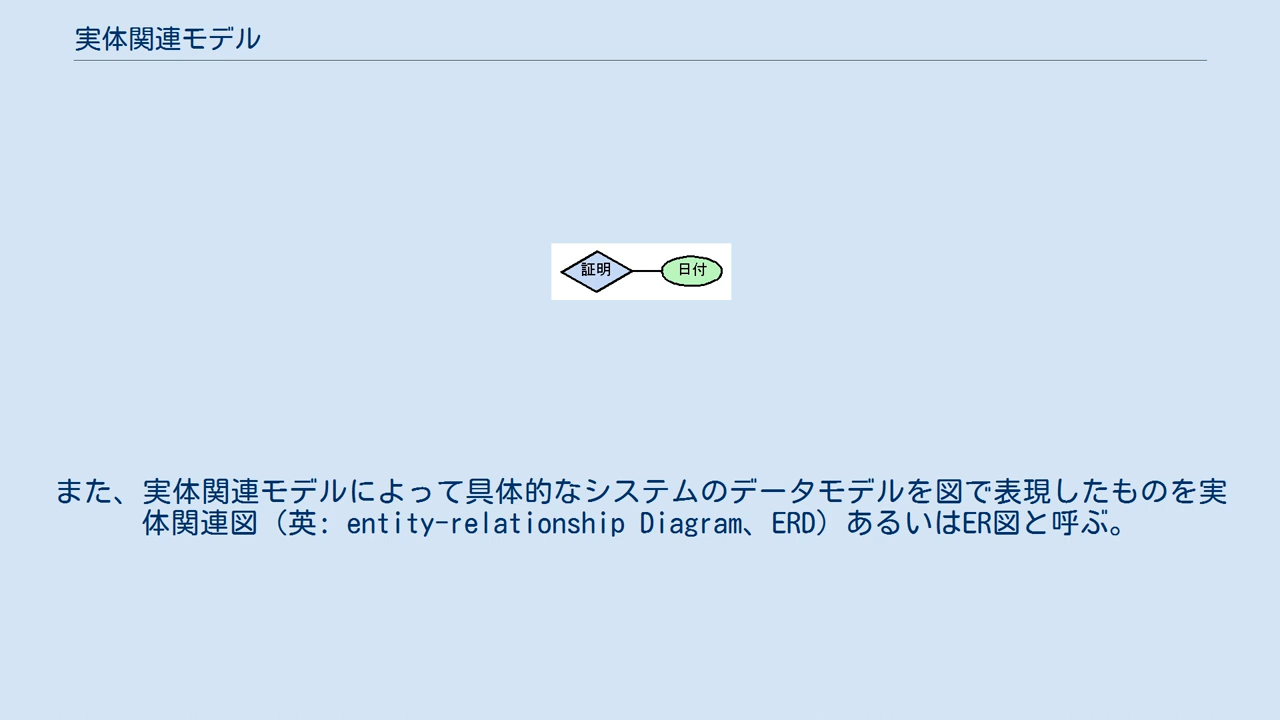 実体関連モデル
証明
日付
また、実体関連モデルによって具体的なシステムのデータモデルを図で表現したものを実
体関連図（英: entity-relationship Diagram、ERD）あるいはER図と呼ぶ。